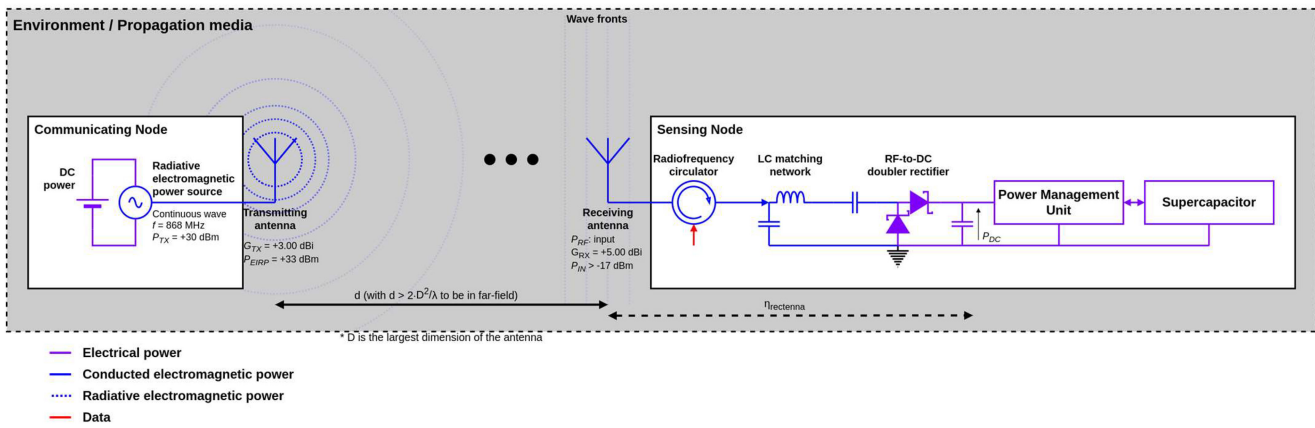 Environment / Propagation media
Wave fronts
Communicating Node
DC
power
Radiative
electromagnetic
power source
Continuous wave
f = 868 MHz
P_TX = +30 dBm
Transmitting
antenna
G_TX = +3.00 dBi
P_EIRP = +33 dBm
Receiving
antenna
P_RF: input
G_RX = +5.00 dBi
P_IN > -17 dBm
Sensing Node
Radiofrequency
circulator
LC matching
network
RF-to-DC
doubler rectifier
P_DC
Power Management
Unit
Supercapacitor
d (with d > 2·D²/λ to be in far-field)
η_rectenna
* D is the largest dimension of the antenna
Electrical power
Conducted electromagnetic power
Radiative electromagnetic power
Data